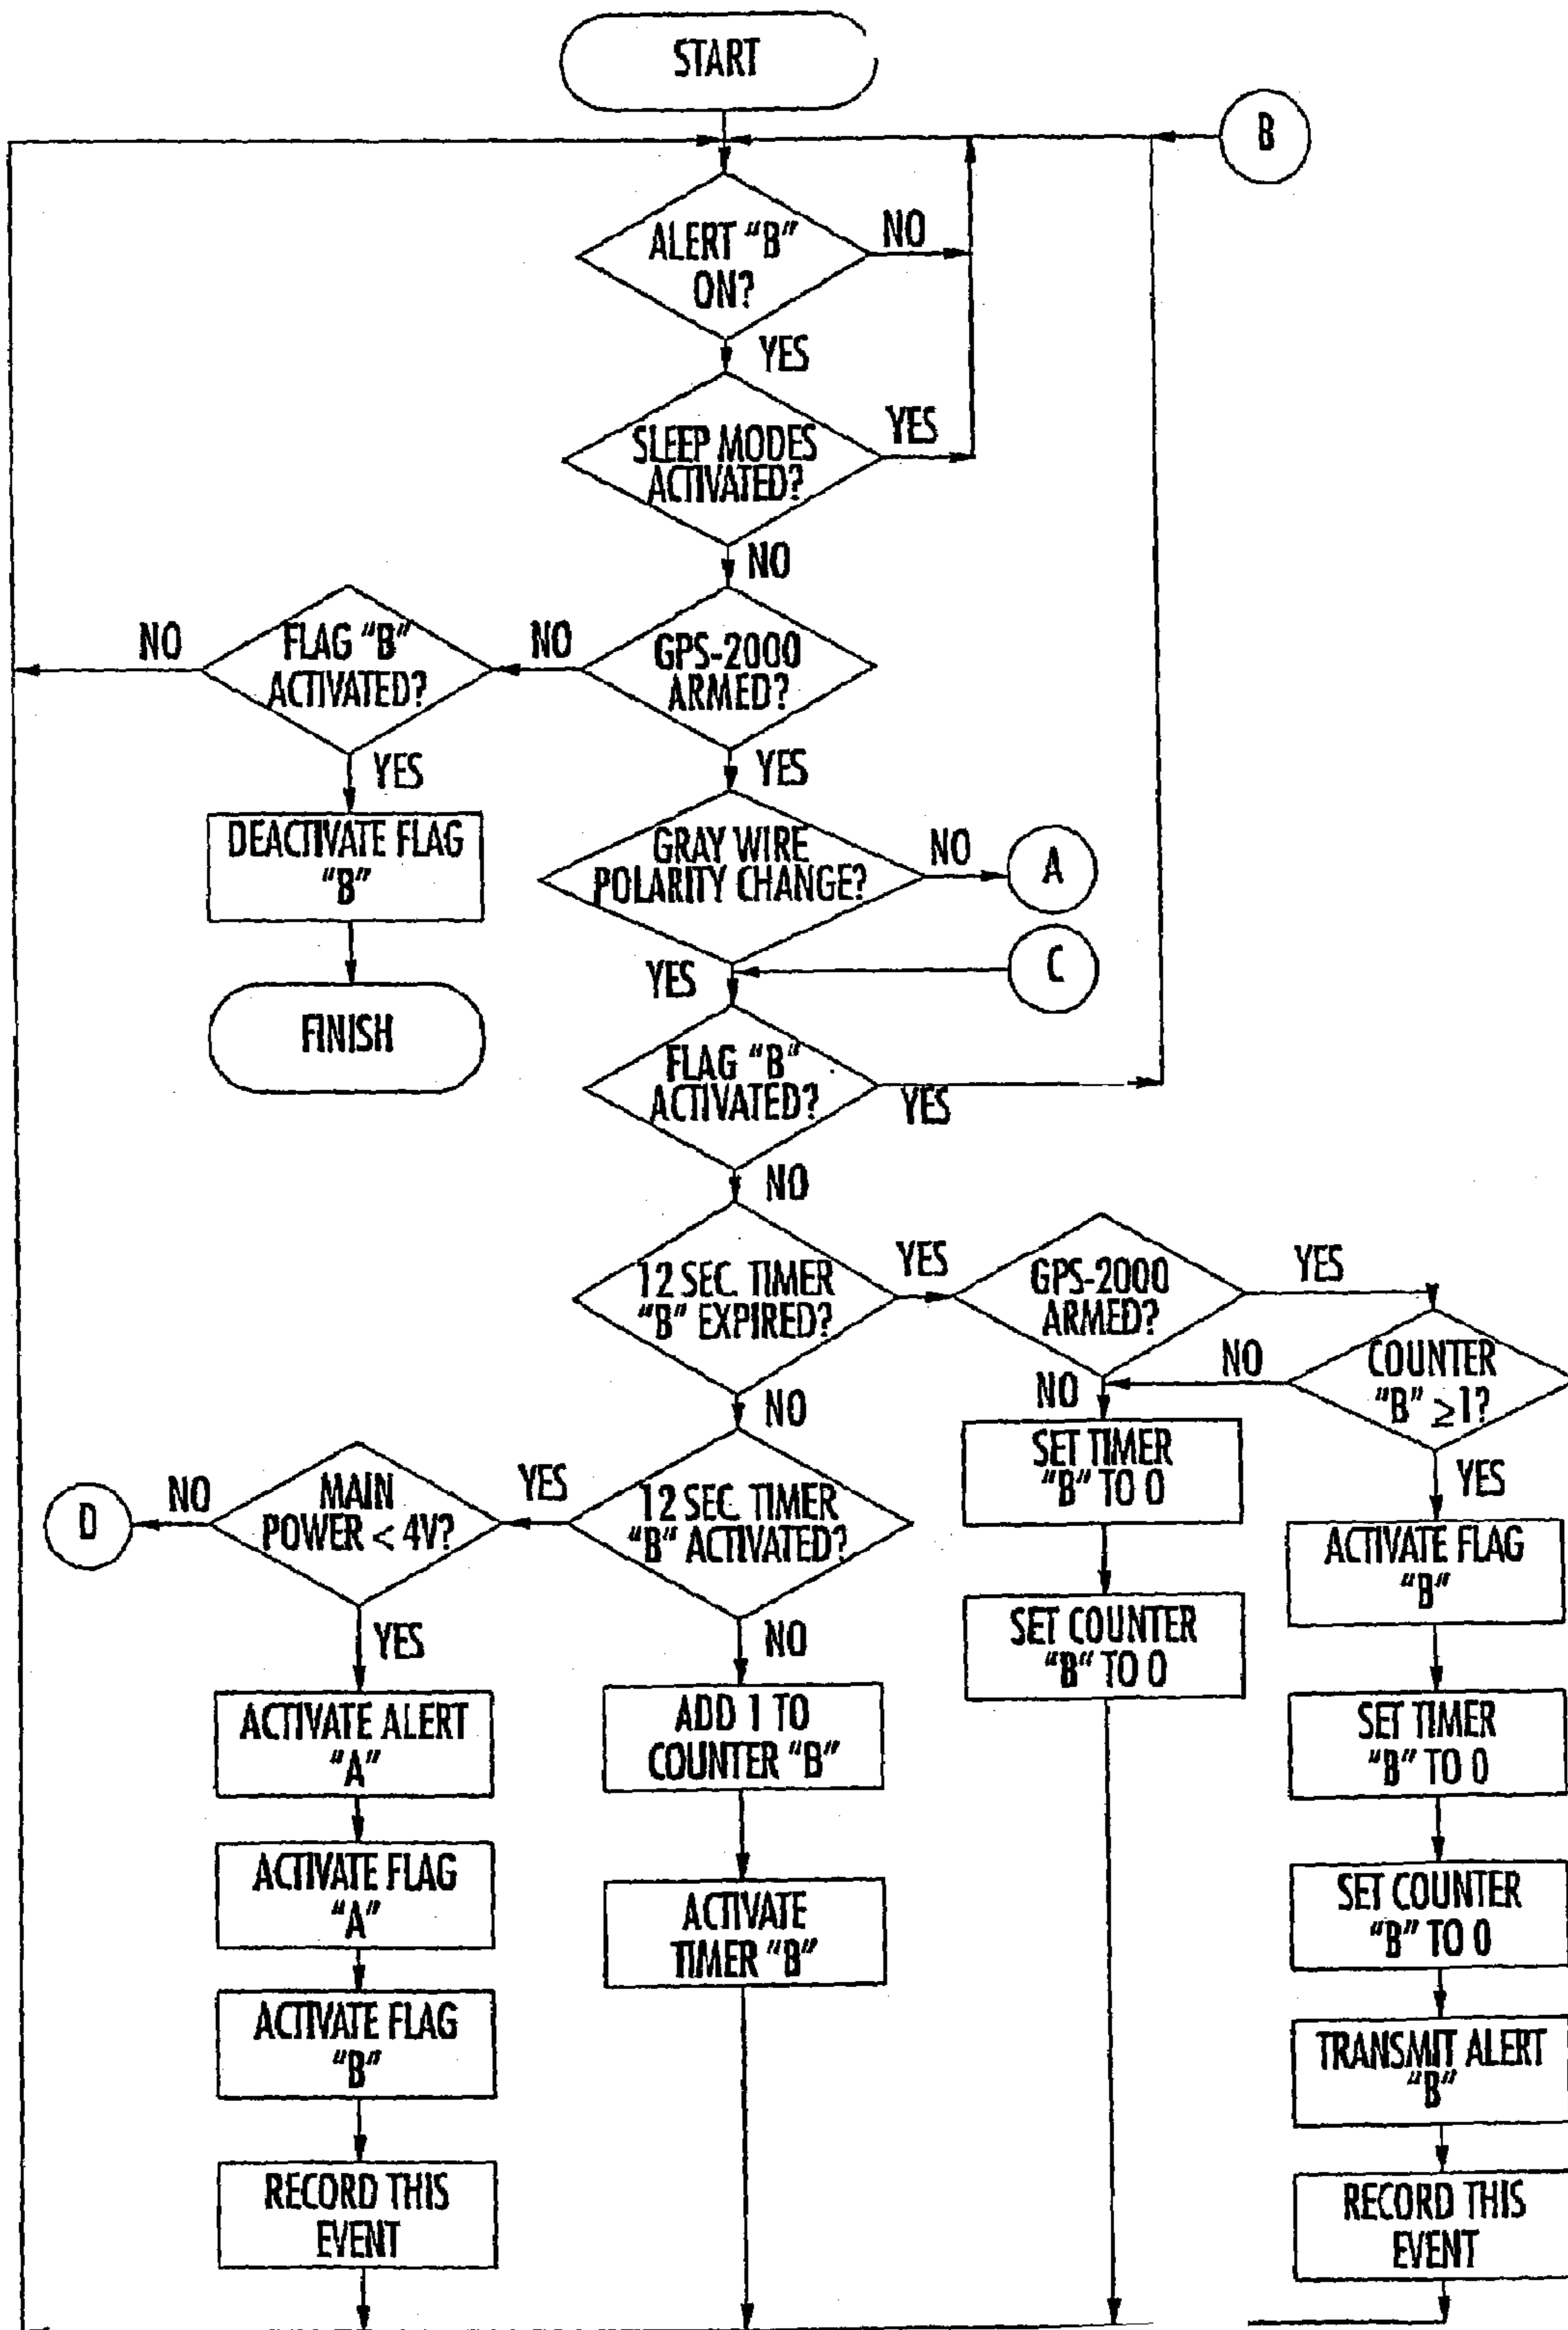 START
B
ALERT "B"
ON?
NO
YES
SLEEP MODES
ACTIVATED?
YES
NO
NO
FLAG "B"
ACTIVATED?
NO
GPS-2000
ARMED?
YES
YES
DEACTIVATE FLAG
"B"
GRAY WIRE
POLARITY CHANGE?
NO
A
YES
C
FINISH
FLAG "B"
ACTIVATED?
YES
NO
12 SEC. TIMER
"B" EXPIRED?
YES
GPS-2000
ARMED?
YES
NO
NO
NO
COUNTER
"B" ≥1?
YES
D
NO
MAIN
POWER < 4V?
YES
12 SEC. TIMER
"B" ACTIVATED?
SET TIMER
"B" TO 0
ACTIVATE FLAG
"B"
YES
NO
SET COUNTER
"B" TO 0
ACTIVATE ALERT
"A"
ADD 1 TO
COUNTER "B"
SET TIMER
"B" TO 0
ACTIVATE FLAG
"A"
ACTIVATE
TIMER "B"
SET COUNTER
"B" TO 0
ACTIVATE FLAG
"B"
TRANSMIT ALERT
"B"
RECORD THIS
EVENT
RECORD THIS
EVENT